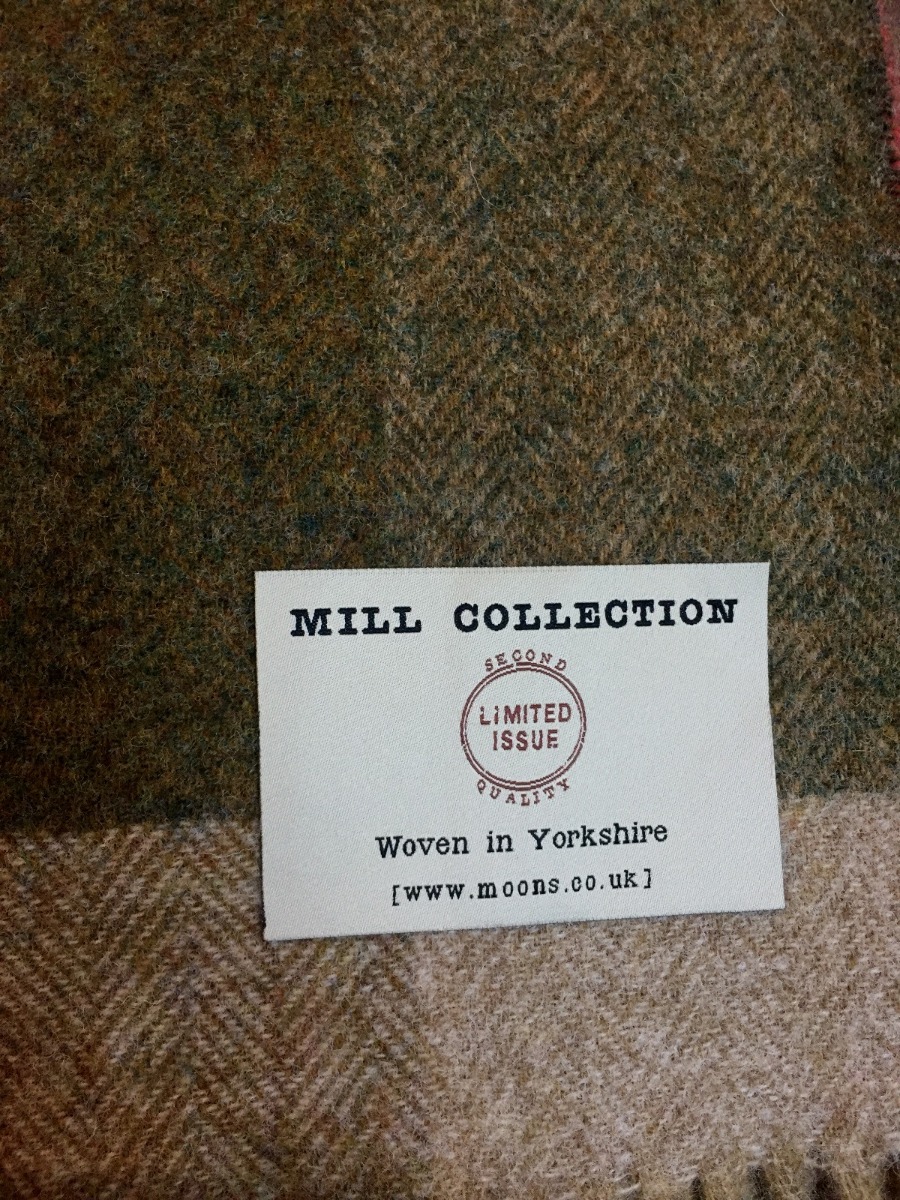 MILL COLLECTION
SECOND
LiMITED
ISSUE
QUALITY
Woven in Yorkshire
[www.moons.co.uk]